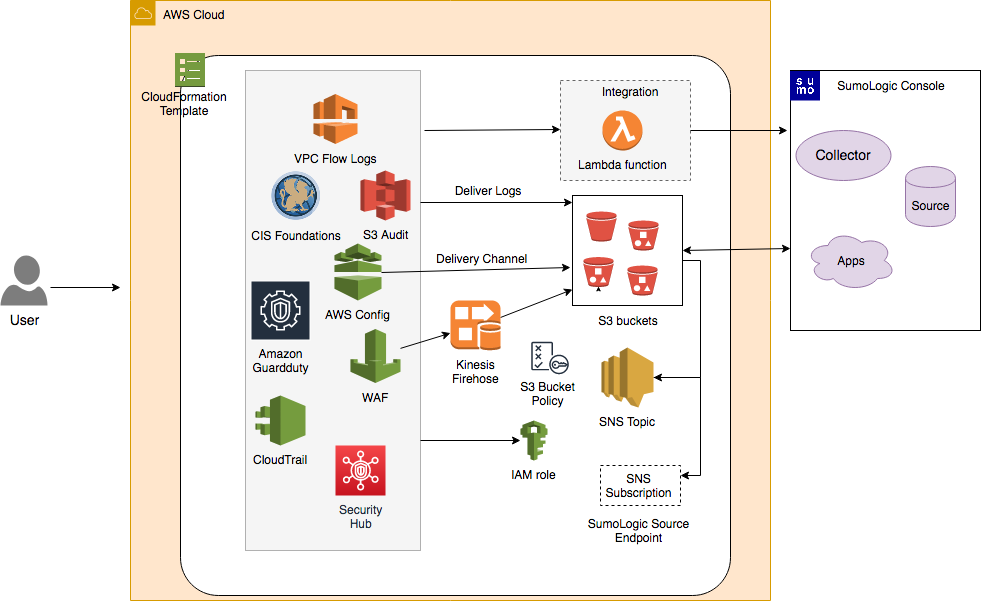 AWS Cloud
CloudFormation
Template
VPC Flow Logs
CIS Foundations
S3 Audit
AWS Config
Amazon
Guardduty
WAF
CloudTrail
Security
Hub
User
Integration
Lambda function
Deliver Logs
Delivery Channel
S3 buckets
Kinesis
Firehose
S3 Bucket
Policy
SNS Topic
IAM role
SNS
Subscription
SumoLogic Source
Endpoint
su
mo
SumoLogic Console
Collector
Source
Apps